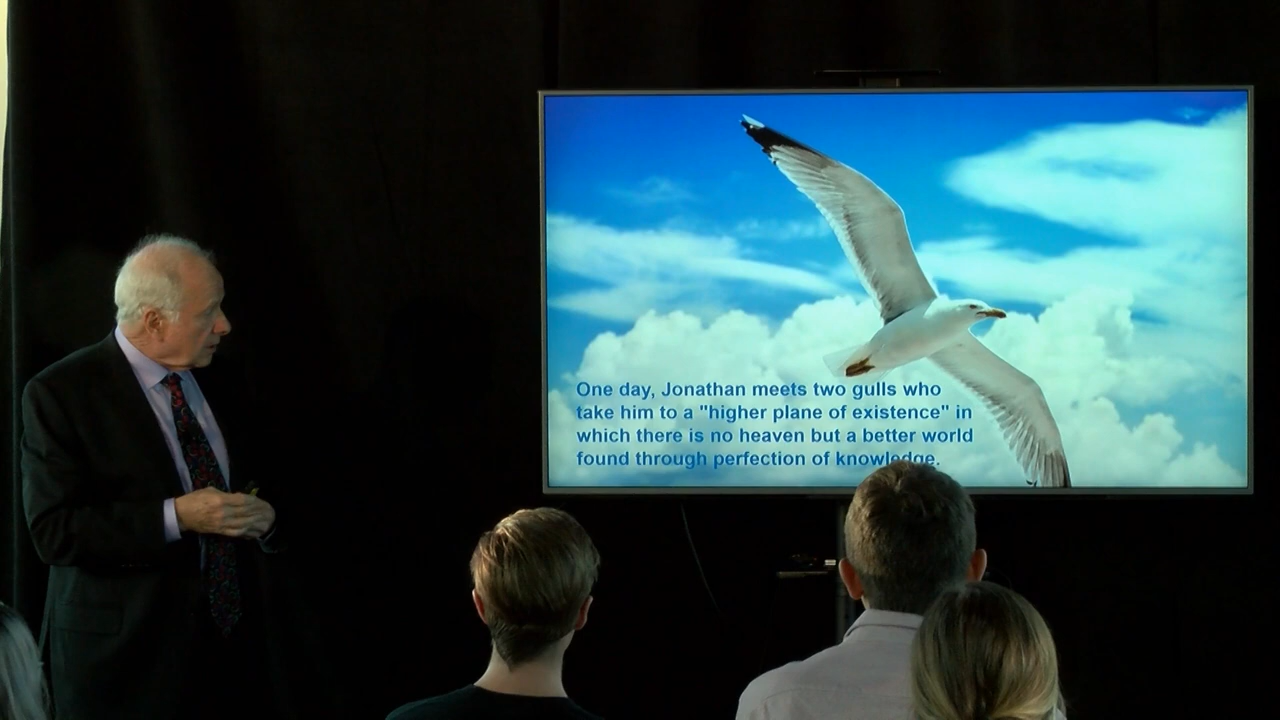 One day, Jonathan meets two gulls who
take him to a "higher plane of existence" in
which there is no heaven but a better world
found through perfection of knowledge.